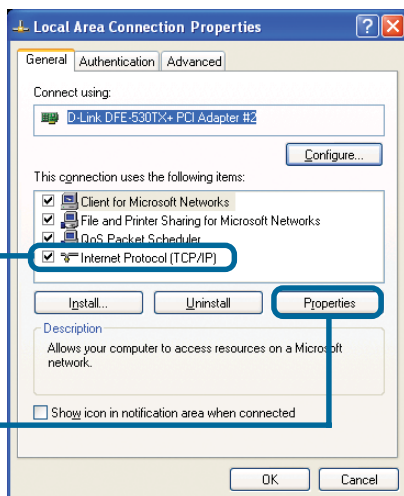 Local Area Connection Properties
General Authentication Advanced
Connect using:
D-Link DFE-530TX+ PCI Adapter #2
Configure...
This connection uses the following items:
Client for Microsoft Networks
File and Printer Sharing for Microsoft Networks
QoS Packet Scheduler
Internet Protocol (TCP/IP)
Install... Uninstall Properties
Description
Allows your computer to access resources on a Microsoft
network.
Show icon in notification area when connected
OK Cancel